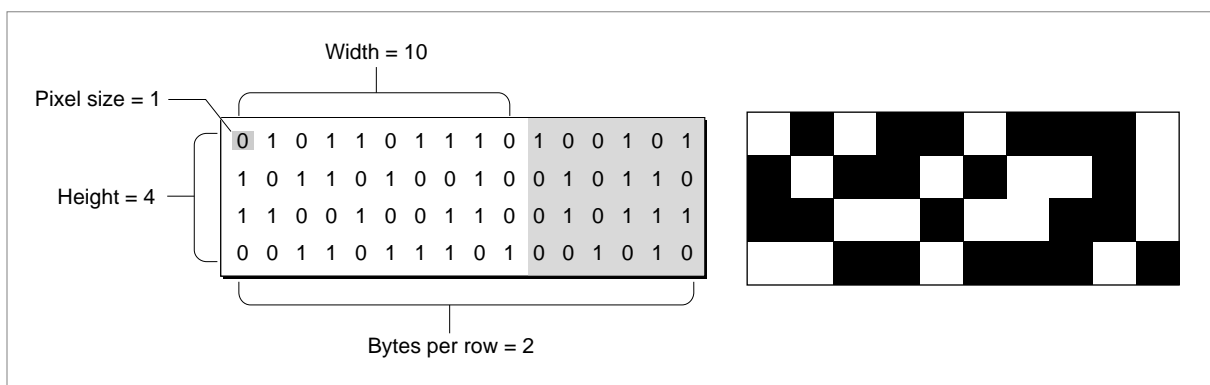 Width = 10
Pixel size = 1
0 1 0 1 1 0 1 1 1 0 1 0 0 1 0 1
1 0 1 1 0 1 0 0 1 0 0 1 0 1 1 0
Height = 4
1 1 0 0 1 0 0 1 1 0 0 1 0 1 1 1
0 0 1 1 0 1 1 1 0 1 0 0 1 0 1 0
Bytes per row = 2